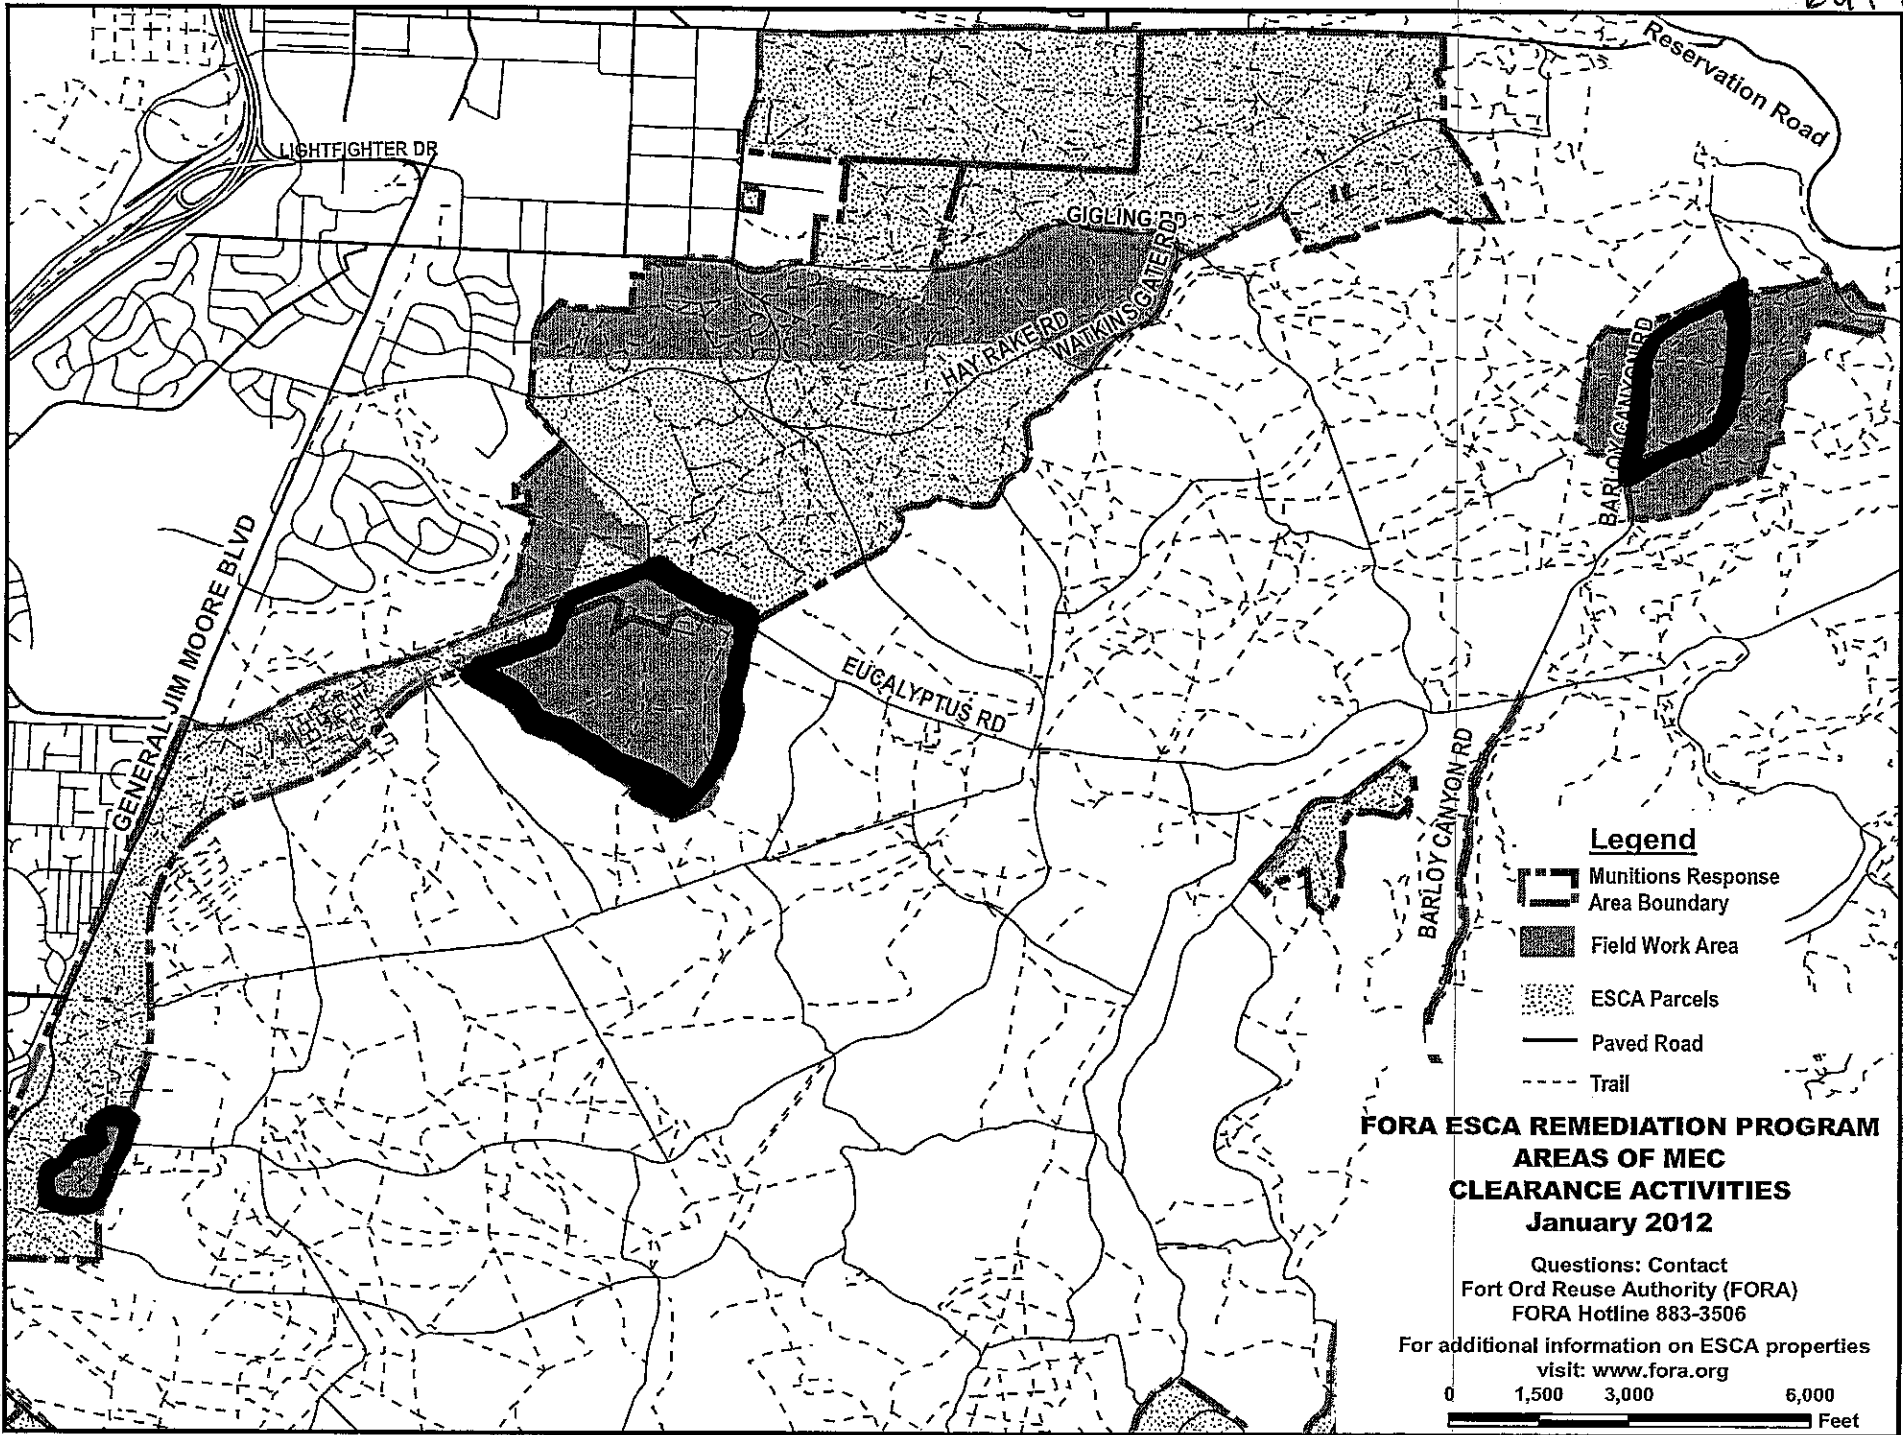 Reservation Road
LIGHTFIGHTER DR
GIGLING RD
HAY RAKE RD
WATKINS GATE RD
BARLOY CANYON RD
GENERAL JIM MOORE BLVD
EUCALYPTUS RD
BARLOY CANYON RD
Legend
Munitions Response
Area Boundary
Field Work Area
ESCA Parcels
Paved Road
Trail
FORA ESCA REMEDIATION PROGRAM
AREAS OF MEC
CLEARANCE ACTIVITIES
January 2012
Questions: Contact
Fort Ord Reuse Authority (FORA)
FORA Hotline 883-3506
For additional information on ESCA properties
visit: www.fora.org
0 1,500 3,000 6,000
Feet